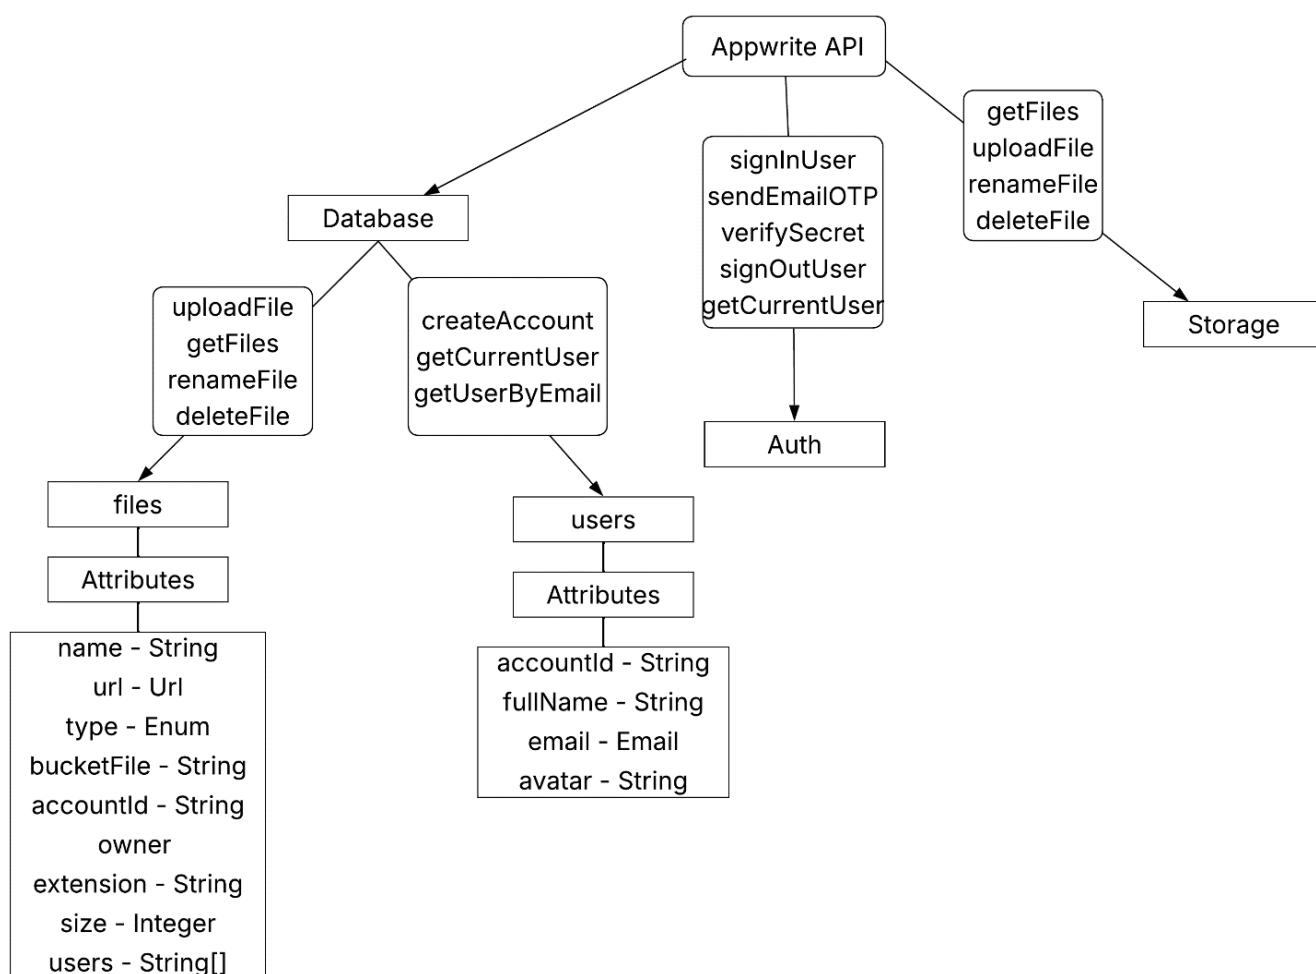 Appwrite API
getFiles
uploadFile
renameFile
deleteFile
signInUser
sendEmailOTP
verifySecret
signOutUser
getCurrentUser
Database
Storage
uploadFile
getFiles
renameFile
deleteFile
createAccount
getCurrentUser
getUserByEmail
Auth
files
users
Attributes
Attributes
name - String
url - Url
type - Enum
bucketFile - String
accountId - String
owner
extension - String
size - Integer
users - String[]
accountId - String
fullName - String
email - Email
avatar - String